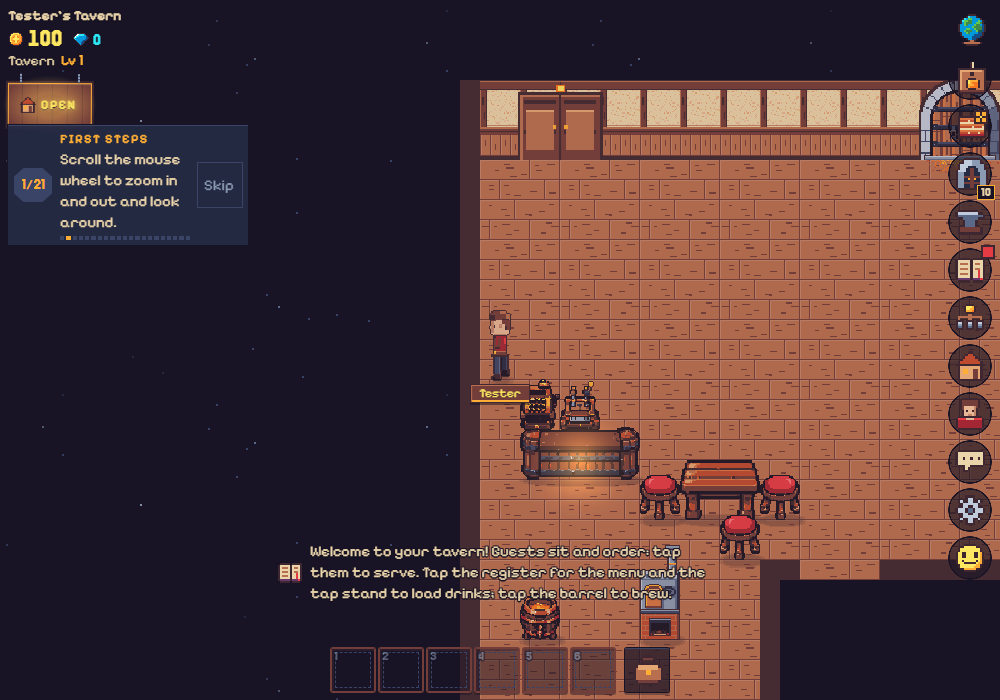 Tester's Tavern
100 0
Tavern Lv 1
OPEN
FIRST STEPS
1/21
Scroll the mouse
wheel to zoom in
and out and look
around.
Skip
10
Tester
Welcome to your tavern! Guests sit and order: tap
them to serve. Tap the register for the menu and the
tap stand to load drinks; tap the barrel to brew.
1 2 3 4 5 6